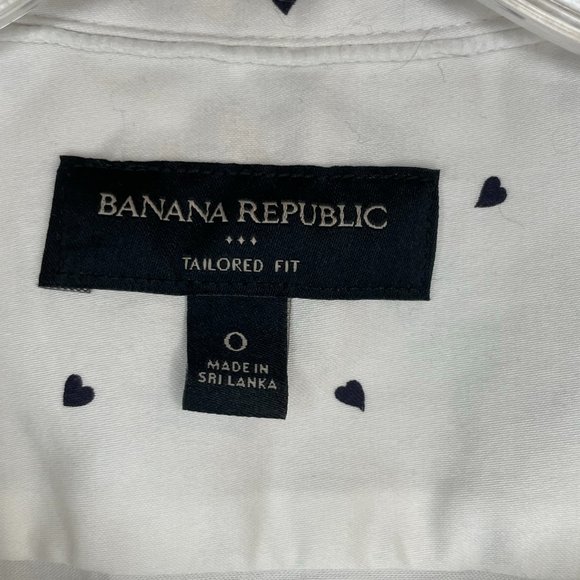 BANANA REPUBLIC
TAILORED FIT
0
MADE IN
SRI LANKA